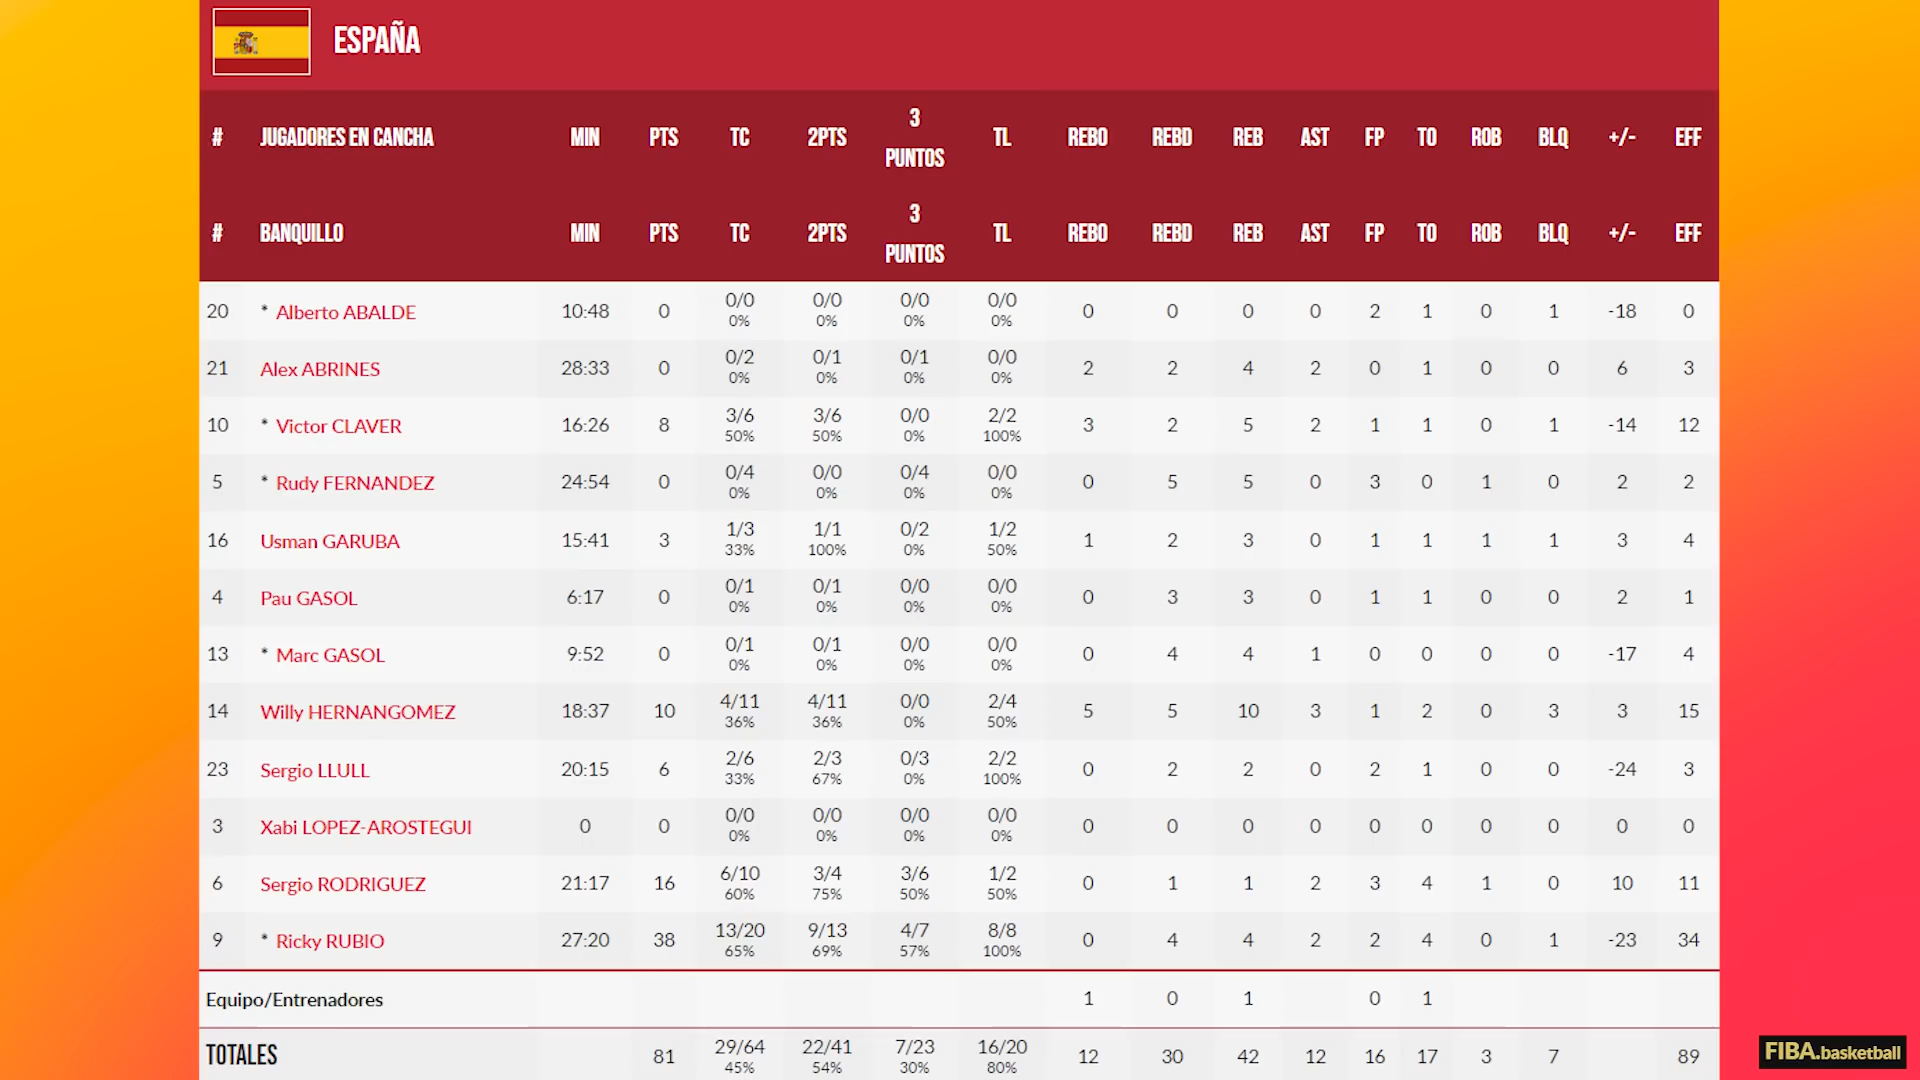 ESPAÑA
# JUGADORES EN CANCHA MIN PTS TC 2PTS 3 PUNTOS TL REBO REBD REB AST FP TO ROB BLQ +/- EFF
# BANQUILLO MIN PTS TC 2PTS 3 PUNTOS TL REBO REBD REB AST FP TO ROB BLQ +/- EFF
20 * Alberto ABALDE 10:48 0 0/0 0% 0/0 0% 0/0 0% 0/0 0% 0 0 0 0 2 1 0 1 -18 0
21 Alex ABRINES 28:33 0 0/2 0% 0/1 0% 0/1 0% 0/0 0% 2 2 4 2 0 1 0 0 6 3
10 * Victor CLAVER 16:26 8 3/6 50% 3/6 50% 0/0 0% 2/2 100% 3 2 5 2 1 1 0 1 -14 12
5 * Rudy FERNANDEZ 24:54 0 0/4 0% 0/0 0% 0/4 0% 0/0 0% 0 5 5 0 3 0 1 0 2 2
16 Usman GARUBA 15:41 3 1/3 33% 1/1 100% 0/2 0% 1/2 50% 1 2 3 0 1 1 1 1 3 4
4 Pau GASOL 6:17 0 0/1 0% 0/1 0% 0/0 0% 0/0 0% 0 3 3 0 1 1 0 0 2 1
13 * Marc GASOL 9:52 0 0/1 0% 0/1 0% 0/0 0% 0/0 0% 0 4 4 1 0 0 0 0 -17 4
14 Willy HERNANGOMEZ 18:37 10 4/11 36% 4/11 36% 0/0 0% 2/4 50% 5 5 10 3 1 2 0 3 3 15
23 Sergio LLULL 20:15 6 2/6 33% 2/3 67% 0/3 0% 2/2 100% 0 2 2 0 2 1 0 0 -24 3
3 Xabi LOPEZ-AROSTEGUI 0 0 0/0 0% 0/0 0% 0/0 0% 0/0 0% 0 0 0 0 0 0 0 0 0 0
6 Sergio RODRIGUEZ 21:17 16 6/10 60% 3/4 75% 3/6 50% 1/2 50% 0 1 1 2 3 4 1 0 10 11
9 * Ricky RUBIO 27:20 38 13/20 65% 9/13 69% 4/7 57% 8/8 100% 0 4 4 2 2 4 0 1 -23 34
Equipo/Entrenadores 1 0 1 0 1
TOTALES 81 29/64 45% 22/41 54% 7/23 30% 16/20 80% 12 30 42 12 16 17 3 7 89
FIBA.basketball